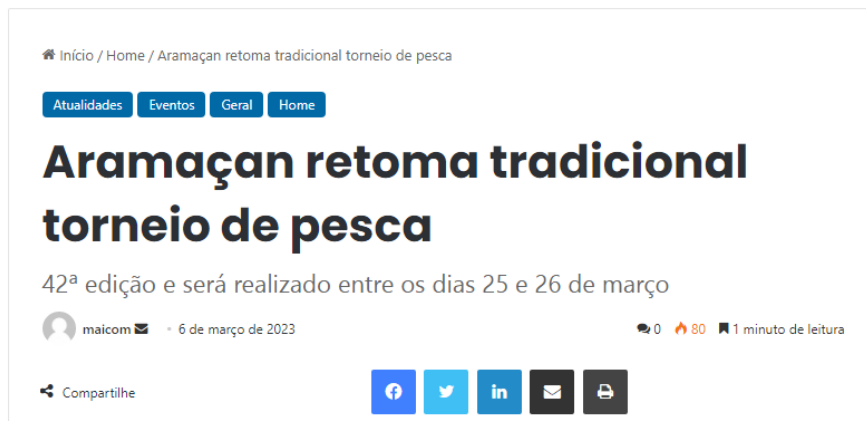 Início / Home / Aramaçan retoma tradicional torneio de pesca
Atualidades Eventos Geral Home
Aramaçan retoma tradicional
torneio de pesca
42ª edição e será realizado entre os dias 25 e 26 de março
maicom • 6 de março de 2023 0 80 1 minuto de leitura
Compartilhe in